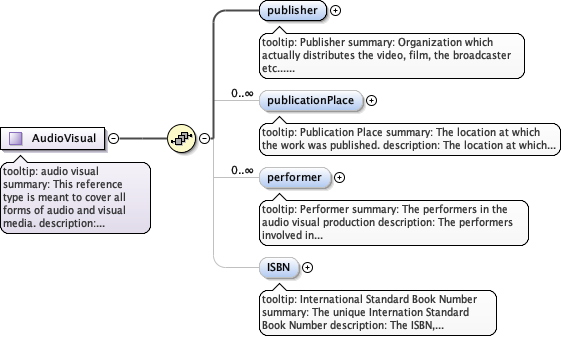 publisher
tooltip: Publisher summary: Organization which
actually distributes the video, film, the broadcaster
etc......
0..∞
publicationPlace
tooltip: Publication Place summary: The location at which
the work was published. description: The location at which...
AudioVisual
tooltip: audio visual
summary: This reference
type is meant to cover all
forms of audio and visual
media. description:...
0..∞
performer
tooltip: Performer summary: The performers in the
audio visual production description: The performers
involved in...
ISBN
tooltip: International Standard Book Number
summary: The unique Internation Standard
Book Number description: The ISBN,...